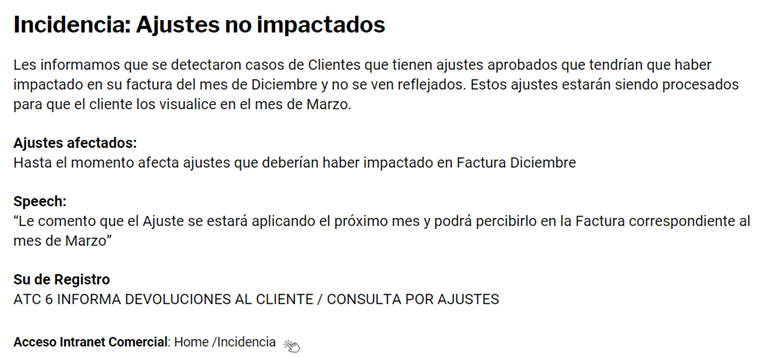 Incidencia: Ajustes no impactados
Les informamos que se detectaron casos de Clientes que tienen ajustes aprobados que tendrían que haber
impactado en su factura del mes de Diciembre y no se ven reflejados. Estos ajustes estarán siendo procesados
para que el cliente los visualice en el mes de Marzo.
Ajustes afectados:
Hasta el momento afecta ajustes que deberían haber impactado en Factura Diciembre
Speech:
“Le comento que el Ajuste se estará aplicando el próximo mes y podrá percibirlo en la Factura correspondiente al
mes de Marzo”
Su de Registro
ATC 6 INFORMA DEVOLUCIONES AL CLIENTE / CONSULTA POR AJUSTES
Acceso Intranet Comercial: Home /Incidencia